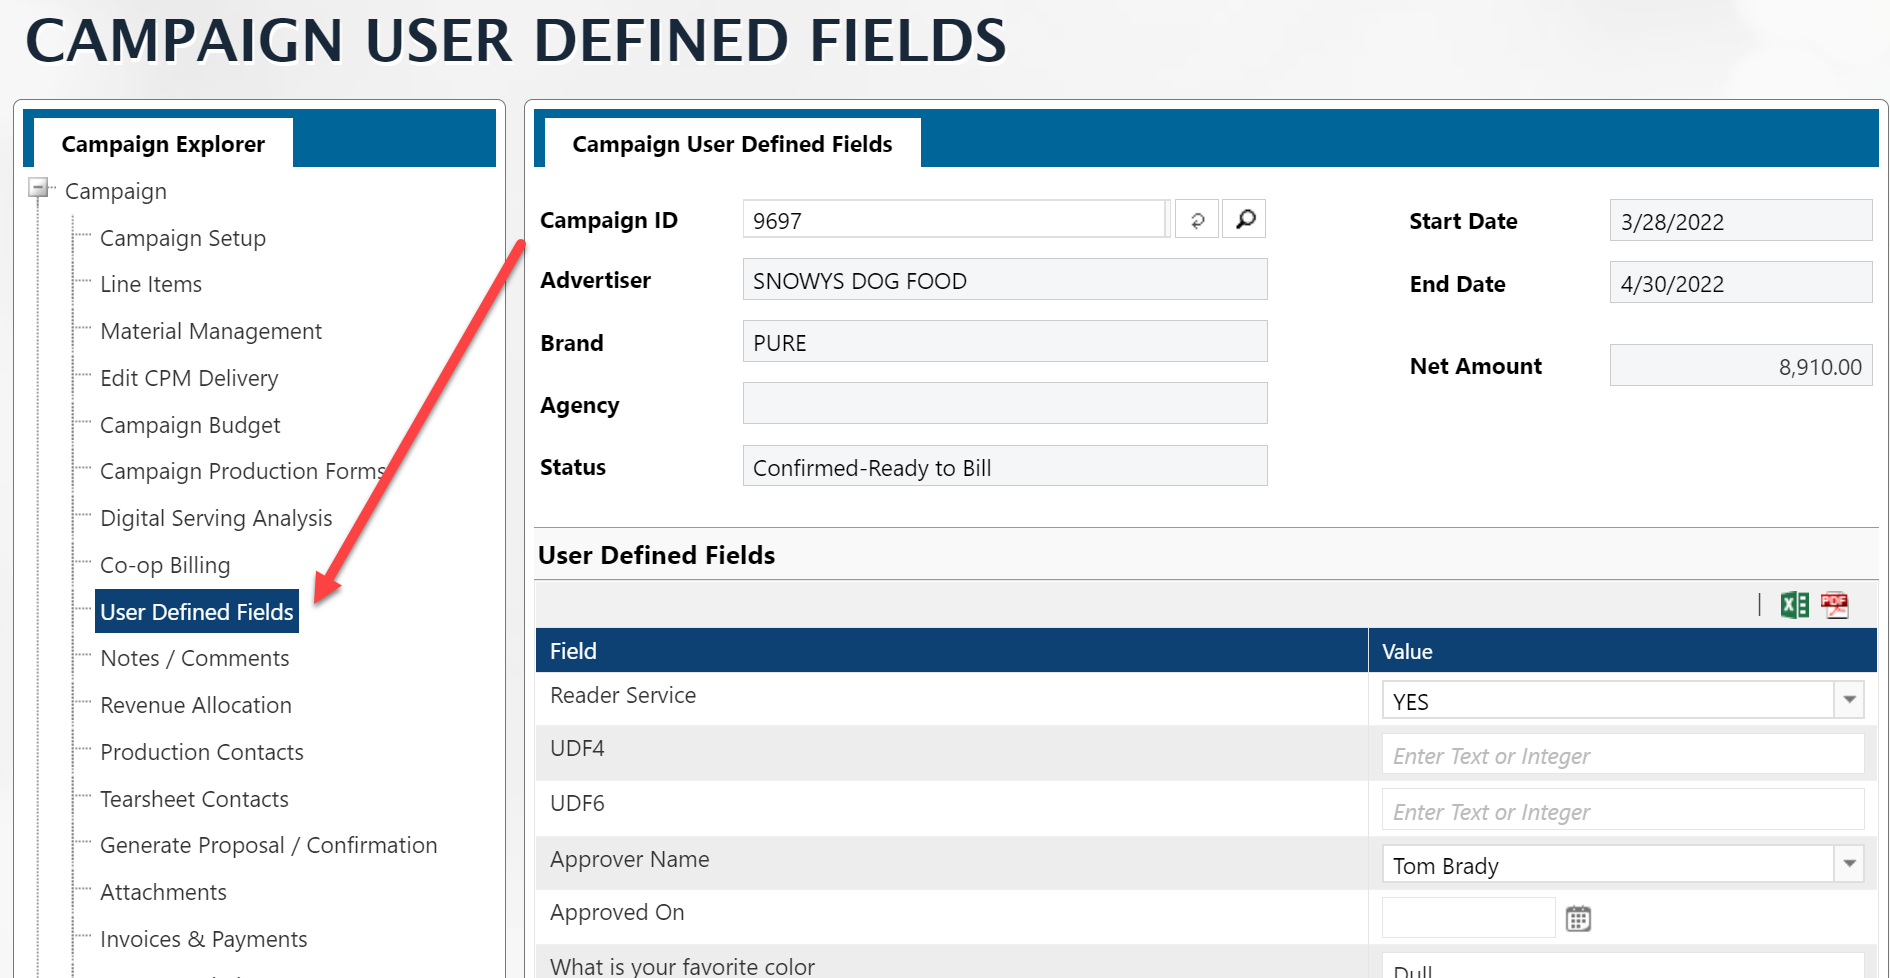 CAMPAIGN USER DEFINED FIELDS
Campaign Explorer
Campaign
Campaign Setup
Line Items
Material Management
Edit CPM Delivery
Campaign Budget
Campaign Production Forms
Digital Serving Analysis
Co-op Billing
User Defined Fields
Notes / Comments
Revenue Allocation
Production Contacts
Tearsheet Contacts
Generate Proposal / Confirmation
Attachments
Invoices & Payments
Campaign User Defined Fields
Campaign ID 9697
Start Date 3/28/2022
Advertiser SNOWYS DOG FOOD
End Date 4/30/2022
Brand PURE
Net Amount 8,910.00
Agency
Status Confirmed-Ready to Bill
User Defined Fields
PDF
Field Value
Reader Service YES
UDF4 Enter Text or Integer
UDF6 Enter Text or Integer
Approver Name Tom Brady
Approved On
What is your favorite color Dull